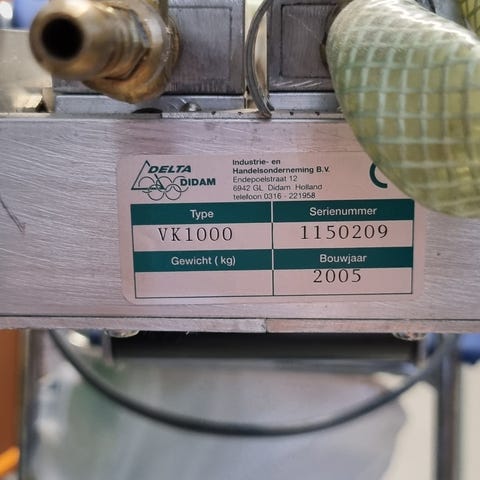 DELTA
DIDAM
Industrie- en
Handelsonderneming B.V.
Endepoelstraat 12
6942 GL Didam Holland
telefoon 0316 - 221958
Type
Serienummer
VK1000
1150209
Gewicht ( kg)
Bouwjaar
2005